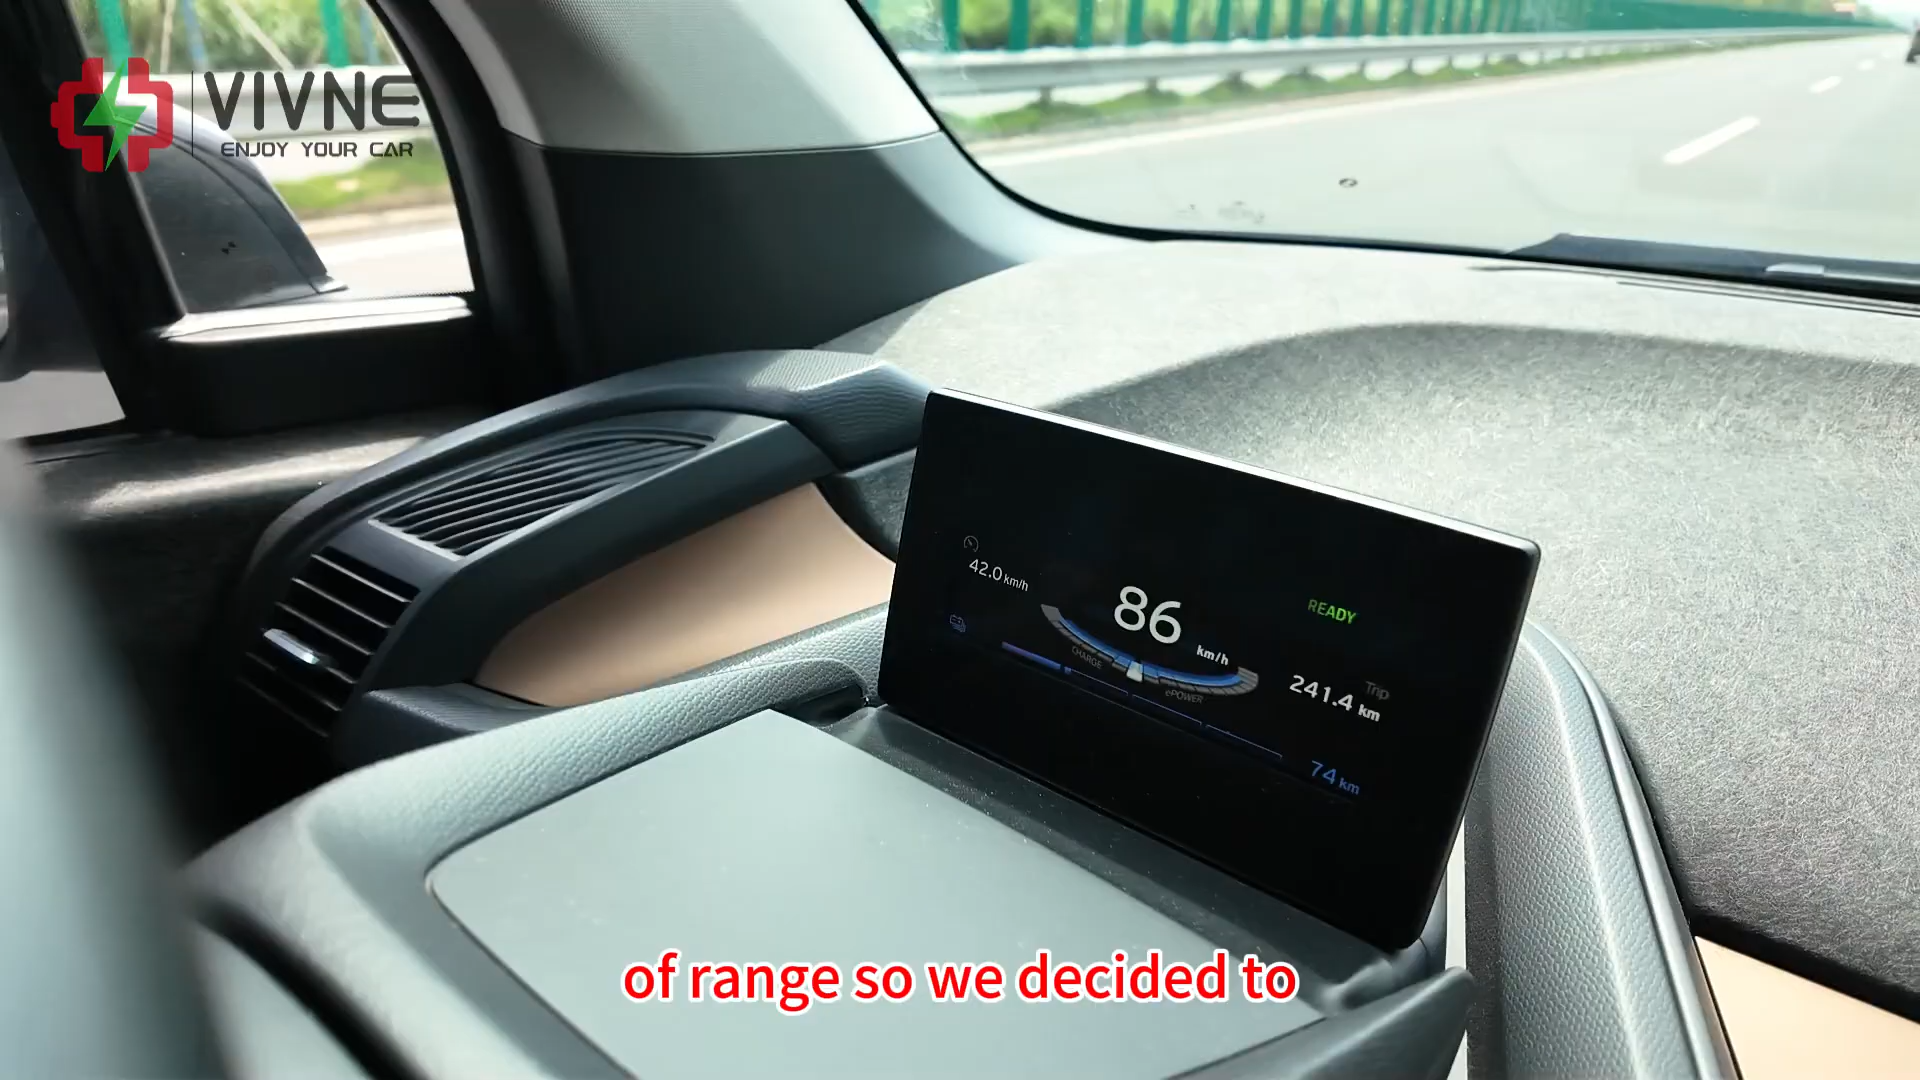 VIVNE
ENJOY YOUR CAR
42.0 km/h
86 km/h
READY
CHARGE
ePOWER
Trip
241.4 km
74 km
of range so we decided to